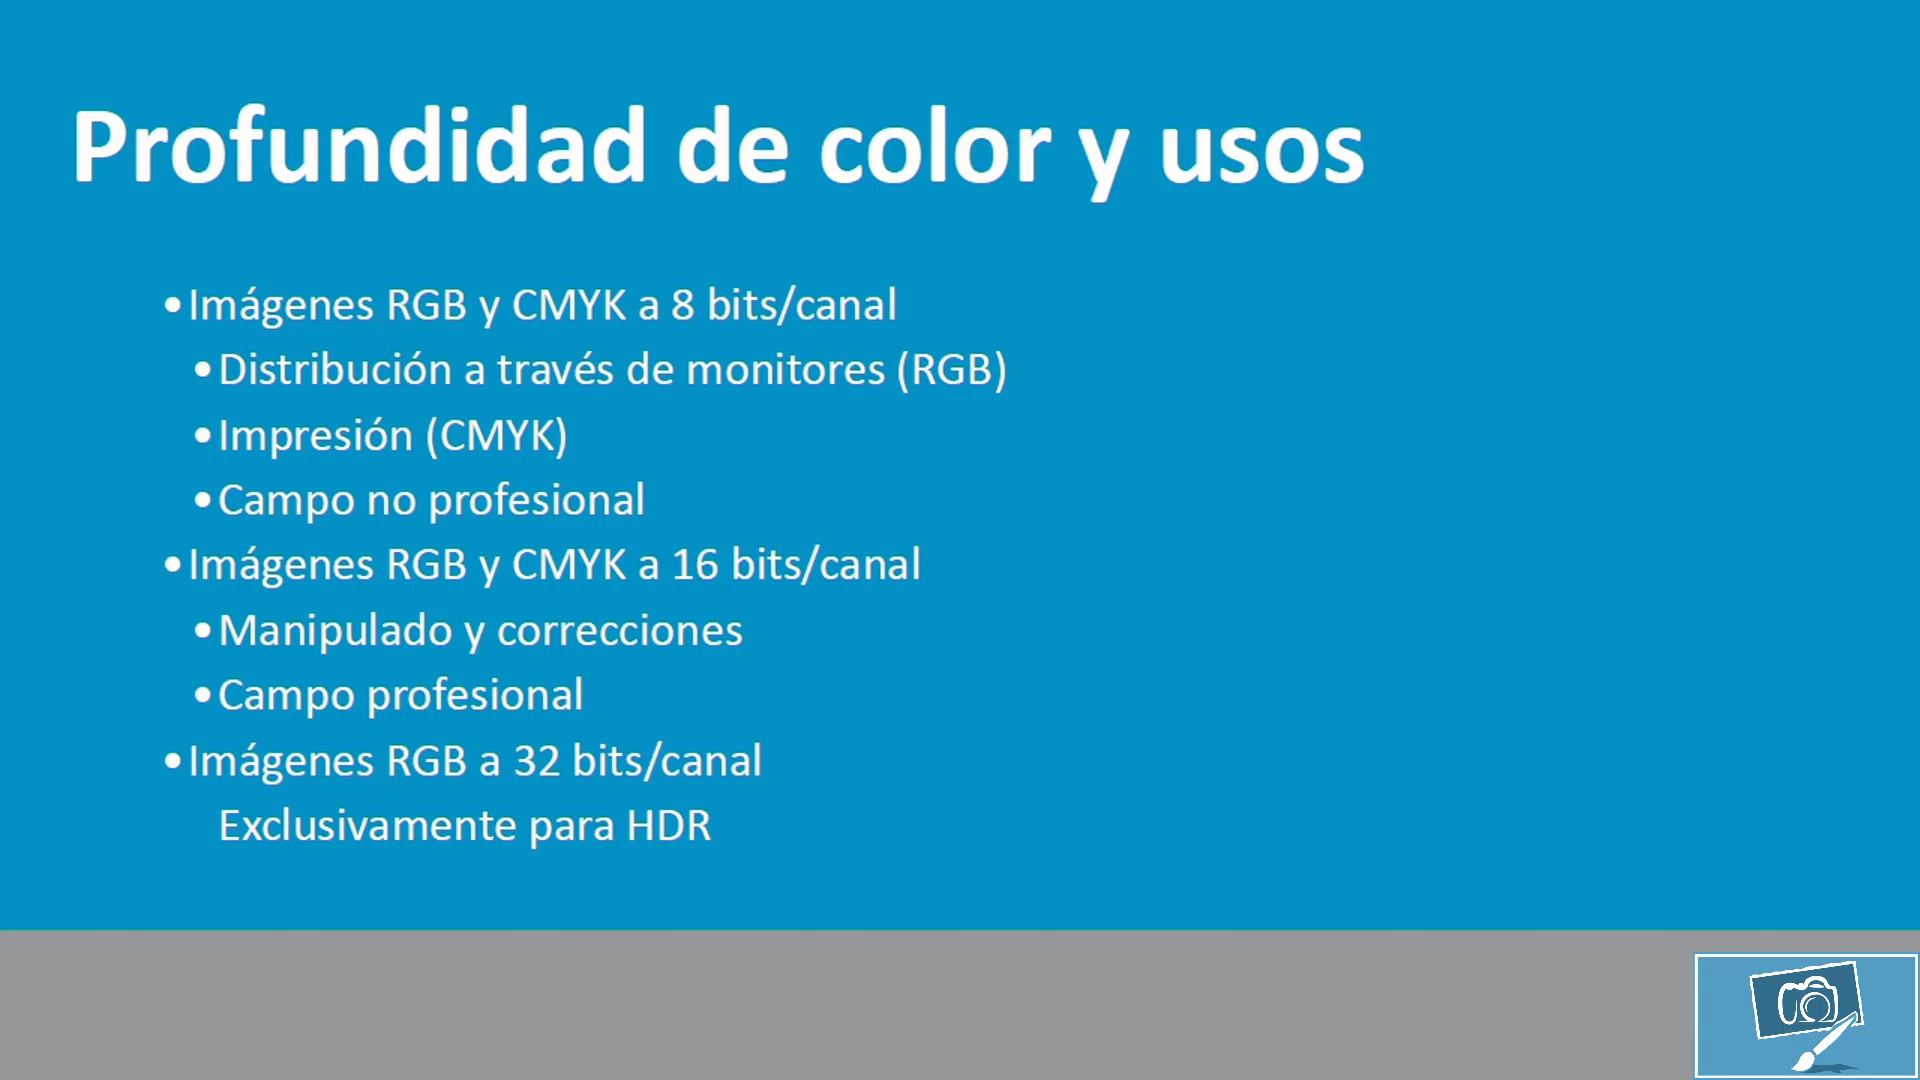 Profundidad de color y usos
•Imágenes RGB y CMYK a 8 bits/canal
•Distribución a través de monitores (RGB)
•Impresión (CMYK)
•Campo no profesional
•Imágenes RGB y CMYK a 16 bits/canal
•Manipulado y correcciones
•Campo profesional
•Imágenes RGB a 32 bits/canal
Exclusivamente para HDR